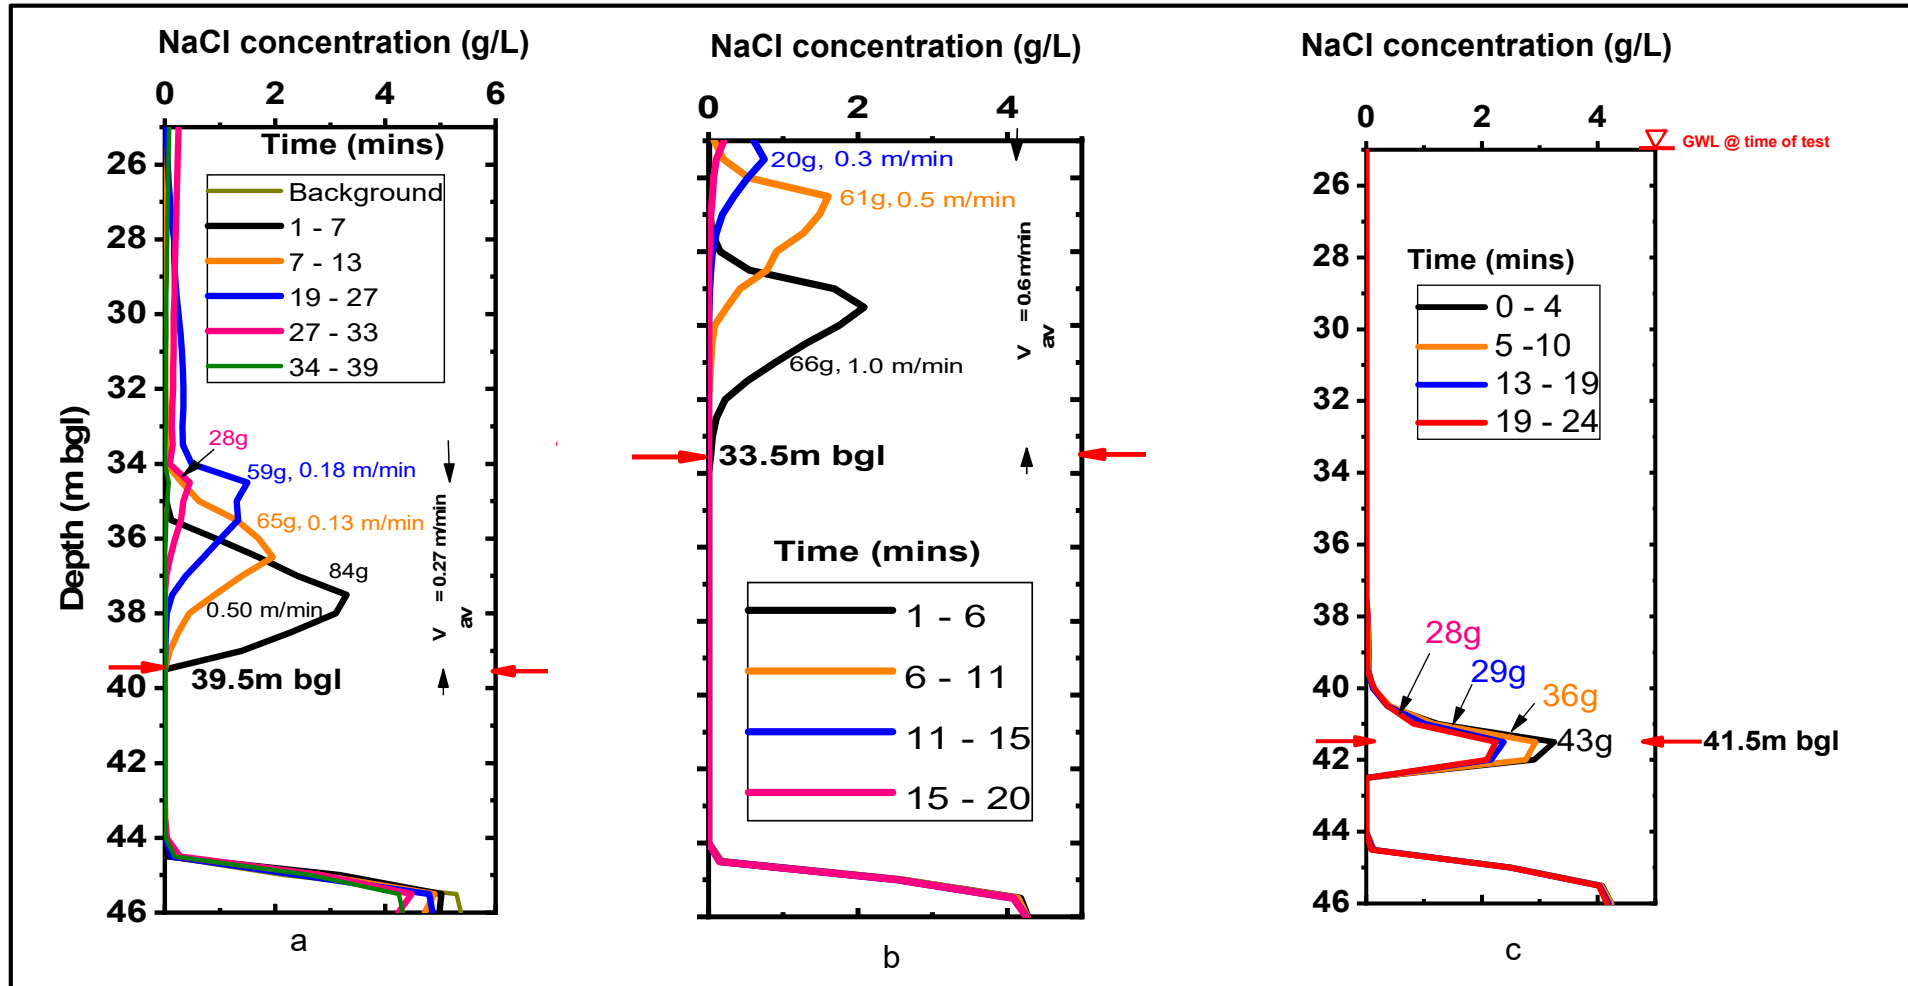 NaCl concentration (g/L)
0 2 4 6
Time (mins)
Background
1 - 7
7 - 13
19 - 27
27 - 33
34 - 39
26
28
30
32
34
36
38
40
42
44
46
Depth (m bgl)
28g
59g, 0.18 m/min
65g, 0.13 m/min
84g
0.50 m/min
V av = 0.27 m/min
39.5m bgl
a
NaCl concentration (g/L)
0 2 4
20g, 0.3 m/min
61g, 0.5 m/min
66g, 1.0 m/min
V av = 0.6 m/min
33.5m bgl
Time (mins)
1 - 6
6 - 11
11 - 15
15 - 20
b
NaCl concentration (g/L)
0 2 4
GWL @ time of test
Time (mins)
0 - 4
5 -10
13 - 19
19 - 24
26
28
30
32
34
36
38
40
42
44
46
28g
29g
36g
43g
41.5m bgl
c